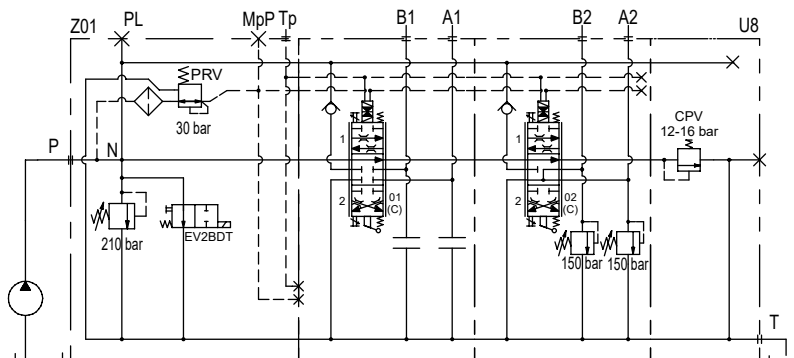 Z01 PL MpP Tp B1 A1 B2 A2 U8
PRV
30 bar
CPV
12-16 bar
P
N
1
2
01
(C)
1
2
02
(C)
210 bar
EV2BDT
150 bar
150 bar
T